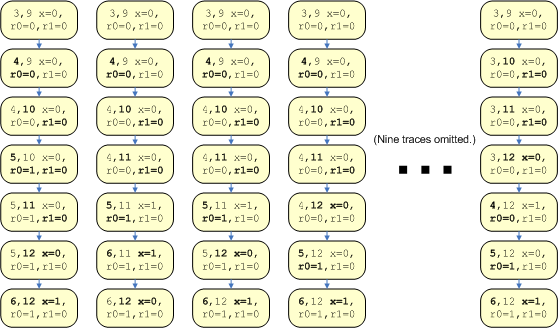 3,9 x=0,
r0=0,r1=0
4,9 x=0,
r0=0,r1=0
4,10 x=0,
r0=0,r1=0
5,10 x=0,
r0=1,r1=0
5,11 x=0,
r0=1,r1=0
5,12 x=0,
r0=1,r1=0
6,12 x=1,
r0=1,r1=0
3,9 x=0,
r0=0,r1=0
4,9 x=0,
r0=0,r1=0
4,10 x=0,
r0=0,r1=0
4,11 x=0,
r0=0,r1=0
5,11 x=1,
r0=1,r1=0
6,11 x=1,
r0=1,r1=0
6,12 x=0,
r0=1,r1=0
3,9 x=0,
r0=0,r1=0
4,9 x=0,
r0=0,r1=0
4,10 x=0,
r0=0,r1=0
4,11 x=0,
r0=0,r1=0
5,11 x=1,
r0=1,r1=0
5,12 x=0,
r0=1,r1=0
6,12 x=1,
r0=1,r1=0
3,9 x=0,
r0=0,r1=0
4,9 x=0,
r0=0,r1=0
4,10 x=0,
r0=0,r1=0
4,11 x=0,
r0=0,r1=0
4,12 x=0,
r0=0,r1=0
5,12 x=0,
r0=1,r1=0
6,12 x=1,
r0=1,r1=0
(Nine traces omitted.)
3,9 x=0,
r0=0,r1=0
3,10 x=0,
r0=0,r1=0
3,11 x=0,
r0=0,r1=0
3,12 x=0,
r0=0,r1=0
4,12 x=1,
r0=0,r1=0
5,12 x=0,
r0=1,r1=0
6,12 x=1,
r0=1,r1=0